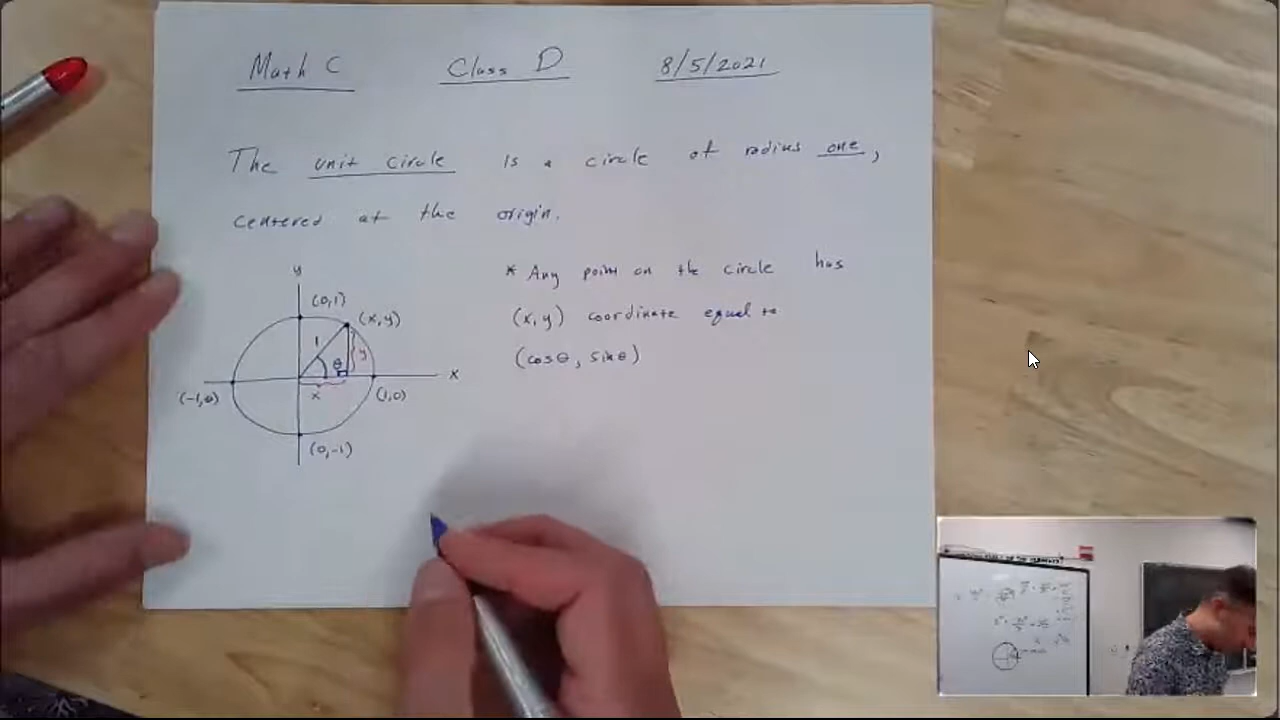 Math C Class D 8/5/2021
The unit circle is a circle of radius one,
centered at the origin.
* Any point on the circle has
(x,y) coordinate equal to
(cosθ, sinθ)
y
(0,1)
(x,y)
1
θ
y
x
(-1,0)
x
(1,0)
(0,-1)